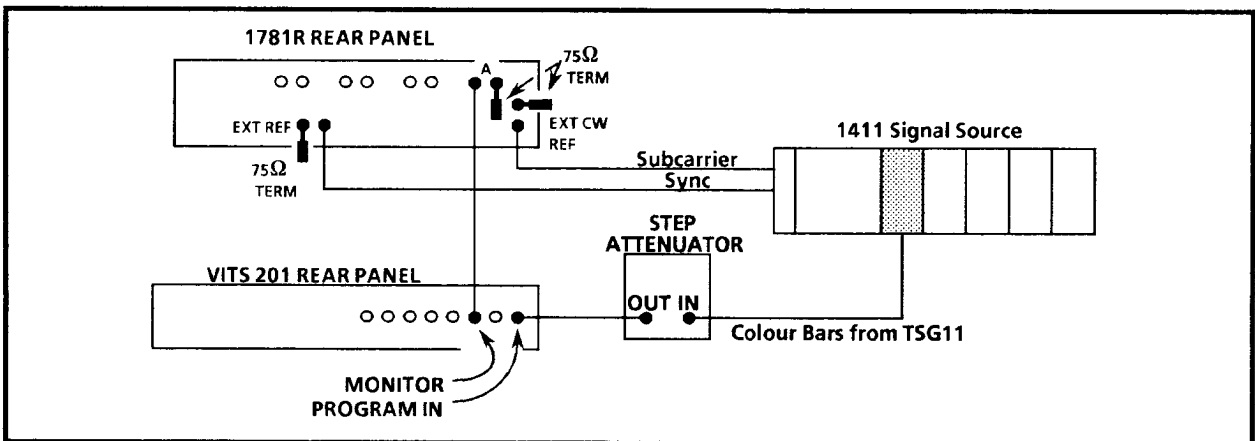 1781R REAR PANEL
A
75Ω
TERM
EXT REF
EXT CW
REF
75Ω
TERM
1411 Signal Source
Subcarrier
Sync
STEP
ATTENUATOR
VITS 201 REAR PANEL
OUT IN
Colour Bars from TSG11
MONITOR
PROGRAM IN